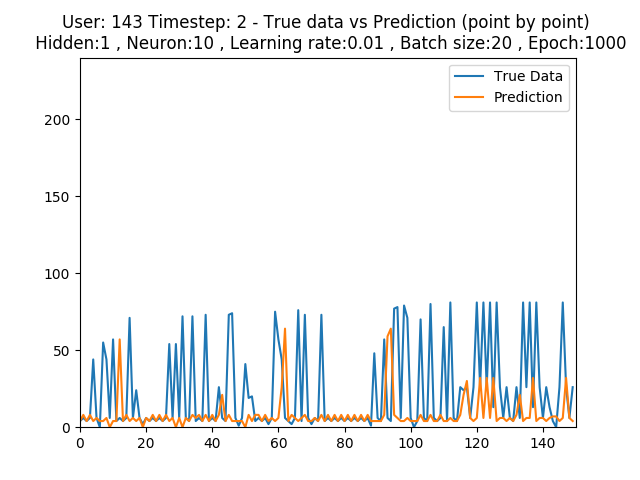 User: 143 Timestep: 2 - True data vs Prediction (point by point)
Hidden:1 , Neuron:10 , Learning rate:0.01 , Batch size:20 , Epoch:1000
True Data
Prediction
200
150
100
50
0
0 20 40 60 80 100 120 140